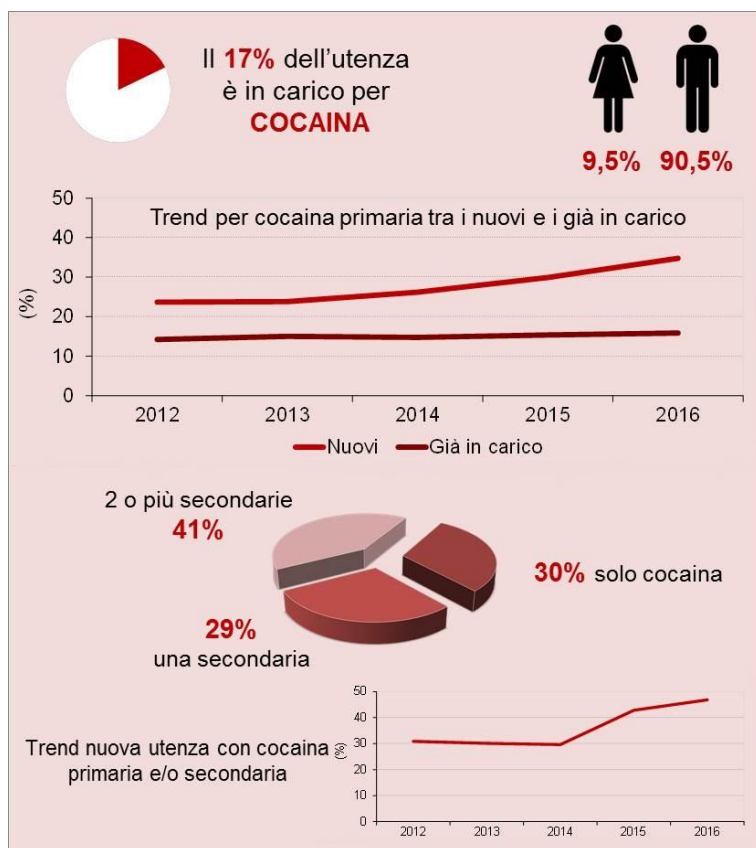 Il 17% dell'utenza
è in carico per
COCAINA
9,5% 90,5%
Trend per cocaina primaria tra i nuovi e i già in carico
(%)
50
40
30
20
10
0
2012 2013 2014 2015 2016
Nuovi Già in carico
2 o più secondarie
41%
30% solo cocaina
29%
una secondaria
Trend nuova utenza con cocaina
primaria e/o secondaria
(%)
50
40
30
20
10
0
2012 2013 2014 2015 2016